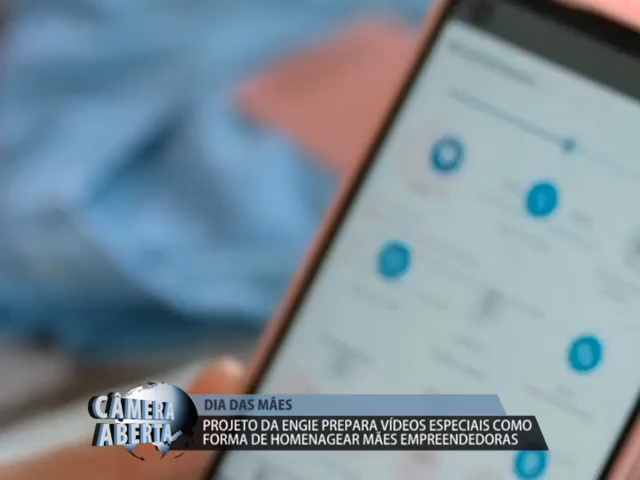 DIA DAS MÃES
CÂMERA
ABERTA
PROJETO DA ENGIE PREPARA VÍDEOS ESPECIAIS COMO
FORMA DE HOMENAGEAR MÃES EMPREENDEDORAS